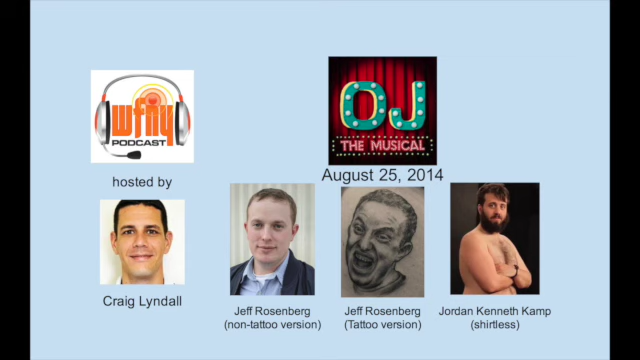 wfny
PODCAST
hosted by
Craig Lyndall
OJ
THE MUSICAL
August 25, 2014
Jeff Rosenberg
(non-tattoo version)
Jeff Rosenberg
(Tattoo version)
Jordan Kenneth Kamp
(shirtless)